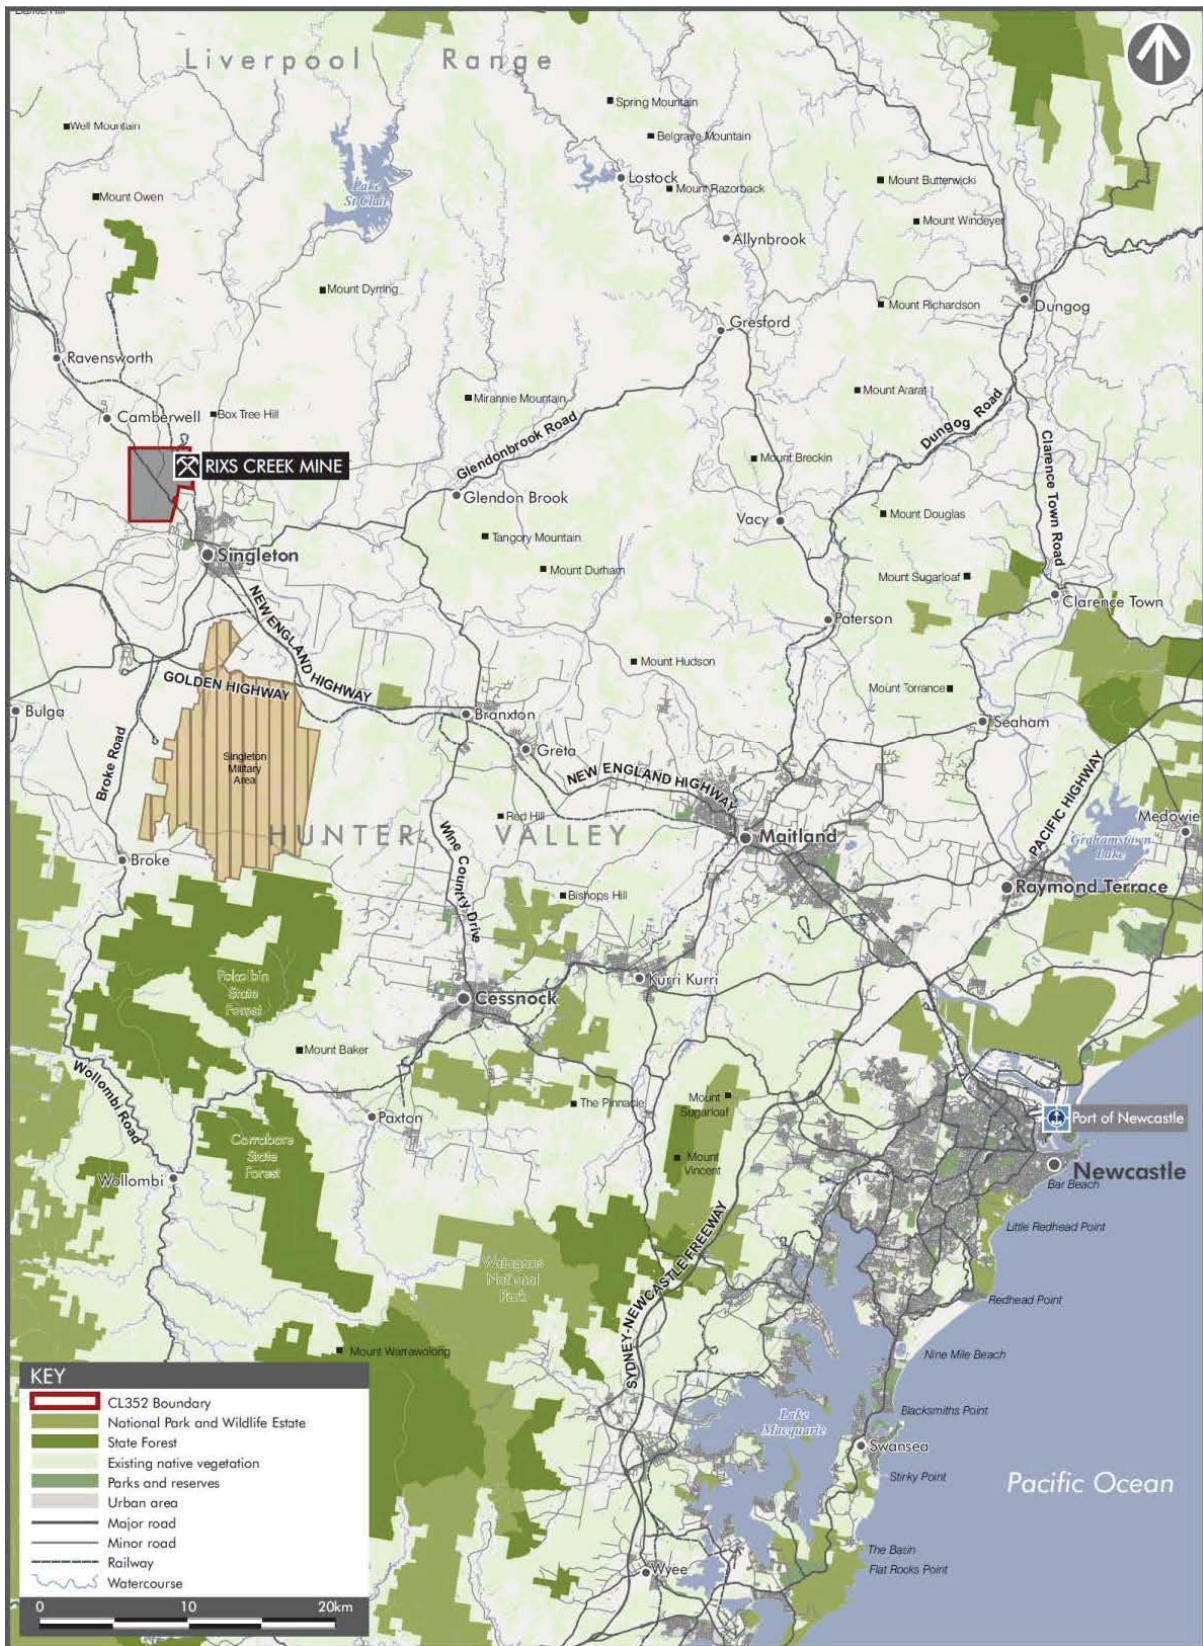 Liverpool Range
Spring Mountain
Well Mountain
Belgrave Mountain
Lake
St Clair
Lostock
Mount Razorback
Mount Butterwicki
Mount Owen
Mount Windeyer
Allynbrook
Mount Dyrring
Mount Richardson
Dungog
Gresford
Ravensworth
Mirannie Mountain
Mount Ararat
Camberwell
Box Tree Hill
Glendonbrook Road
Dungog Road
Clarence Town Road
RIXS CREEK MINE
Mount Breckin
Glendon Brook
Vacy
Mount Douglas
Tangory Mountain
Singleton
Mount Durham
Mount Sugarloaf
Clarence Town
Paterson
NEW ENGLAND HIGHWAY
Mount Hudson
GOLDEN HIGHWAY
Mount Torrance
Bulga
Branxton
Seaham
Broke Road
Singleton
Military
Area
Greta
NEW ENGLAND HIGHWAY
PACIFIC HIGHWAY
Red Hill
Medowie
HUNTER VALLEY
Wine Country Drive
Maitland
Grahamstown
Lake
Broke
Raymond Terrace
Bishops Hill
Pokolbin
State
Forest
Kurri Kurri
Cessnock
Mount Baker
Wollombi Road
The Pinnacle
Mount
Sugarloaf
Paxton
Port of Newcastle
Corrabare
State
Forest
Mount
Vincent
Newcastle
Wollombi
Bar Beach
Little Redhead Point
SYDNEY-NEWCASTLE FREEWAY
Watagans
National
Park
Redhead Point
Mount Warrawolong
Nine Mile Beach
Blacksmiths Point
Lake
Macquarie
Swansea
Stirky Point
Pacific Ocean
The Basin
Flat Rocks Point
Wyee
KEY
CL352 Boundary
National Park and Wildlife Estate
State Forest
Existing native vegetation
Parks and reserves
Urban area
Major road
Minor road
Railway
Watercourse
0 10 20km